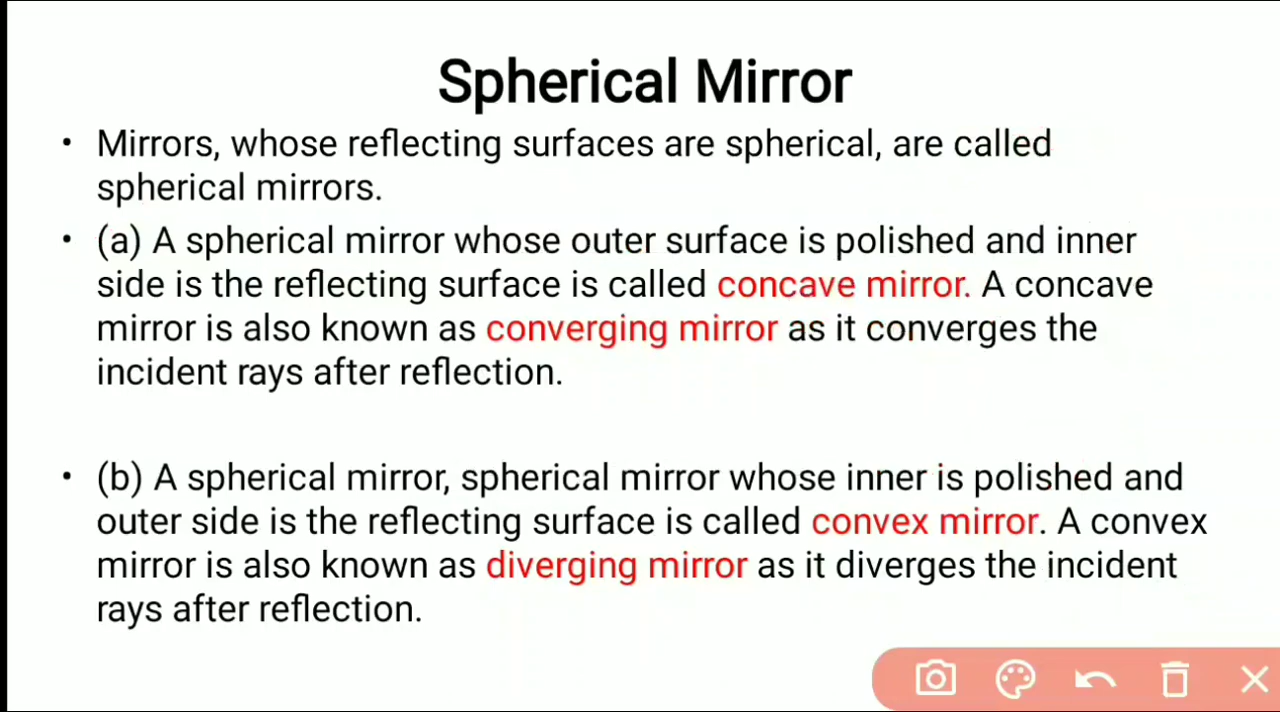 Spherical Mirror
• Mirrors, whose reflecting surfaces are spherical, are called
spherical mirrors.
• (a) A spherical mirror whose outer surface is polished and inner
side is the reflecting surface is called concave mirror. A concave
mirror is also known as converging mirror as it converges the
incident rays after reflection.
• (b) A spherical mirror, spherical mirror whose inner is polished and
outer side is the reflecting surface is called convex mirror. A convex
mirror is also known as diverging mirror as it diverges the incident
rays after reflection.